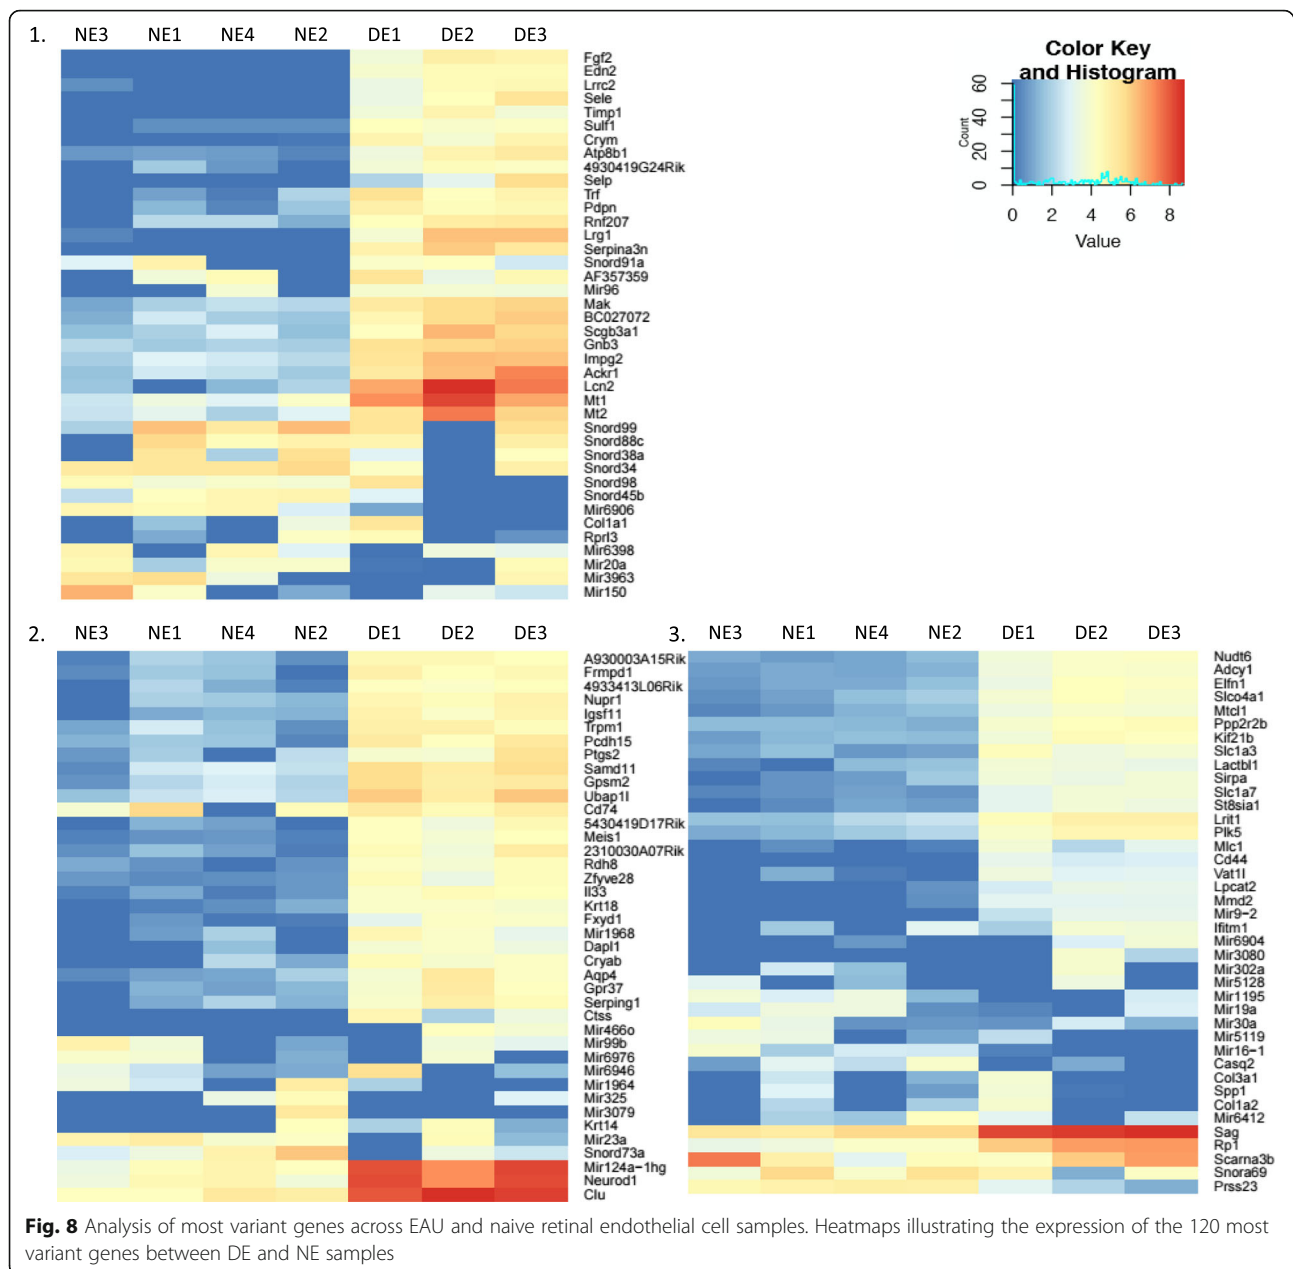 1. NE3 NE1 NE4 NE2 DE1 DE2 DE3
Fgf2
Edn2
Lrrc2
Sele
Timp1
Sulf1
Crym
Atp8b1
4930419G24Rik
Selp
Trf
Pdpn
Rnf207
Lrg1
Serpina3n
Snord91a
AF357359
Mir96
Mak
BC027072
Scgb3a1
Gnb3
Impg2
Ackr1
Lcn2
Mt1
Mt2
Snord99
Snord88c
Snord38a
Snord34
Snord98
Snord45b
Mir6906
Col1a1
Rprl3
Mir6398
Mir20a
Mir3963
Mir150
Color Key
and Histogram
Count
0 20 40 60
0 2 4 6 8
Value
2. NE3 NE1 NE4 NE2 DE1 DE2 DE3
A930003A15Rik
Frmpd1
4933413L06Rik
Nupr1
Igsf11
Trpm1
Pcdh15
Ptgs2
Samd11
Gpsm2
Ubap1l
Cd74
5430419D17Rik
Meis1
2310030A07Rik
Rdh8
Zfyve28
Il33
Krt18
Fxyd1
Mir1968
Dapl1
Cryab
Aqp4
Gpr37
Serping1
Ctss
Mir466o
Mir99b
Mir6976
Mir6946
Mir1964
Mir325
Mir3079
Krt14
Mir23a
Snord73a
Mir124a−1hg
Neurod1
Clu
3. NE3 NE1 NE4 NE2 DE1 DE2 DE3
Nudt6
Adcy1
Elfn1
Slco4a1
Mtcl1
Ppp2r2b
Kif21b
Slc1a3
Lactbl1
Sirpa
Slc1a7
St8sia1
Lrit1
Plk5
Mlc1
Cd44
Vat1l
Lpcat2
Mmd2
Mir9−2
Ifitm1
Mir6904
Mir3080
Mir302a
Mir5128
Mir1195
Mir19a
Mir30a
Mir5119
Mir16−1
Casq2
Col3a1
Spp1
Col1a2
Mir6412
Sag
Rp1
Scarna3b
Snora69
Prss23
Fig. 8 Analysis of most variant genes across EAU and naive retinal endothelial cell samples. Heatmaps illustrating the expression of the 120 most
variant genes between DE and NE samples